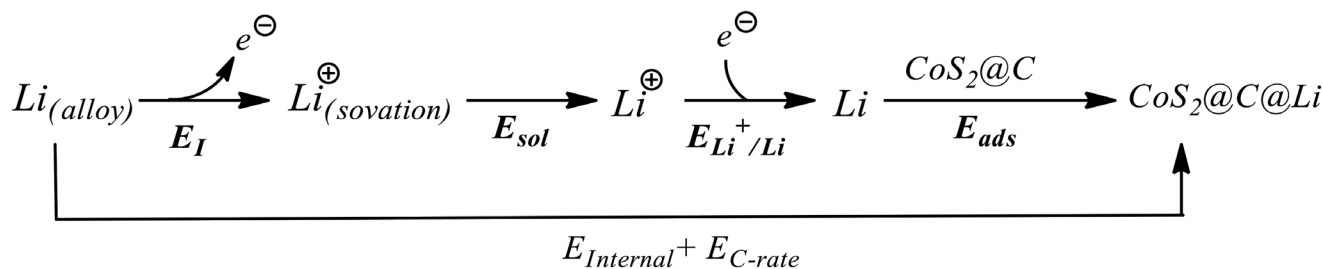 e⊖ e⊖
Li(alloy) Li⊕(sovation) Li⊕ Li CoS2@C CoS2@C@Li
EI Esol ELi+/Li Eads
EInternal+ EC-rate